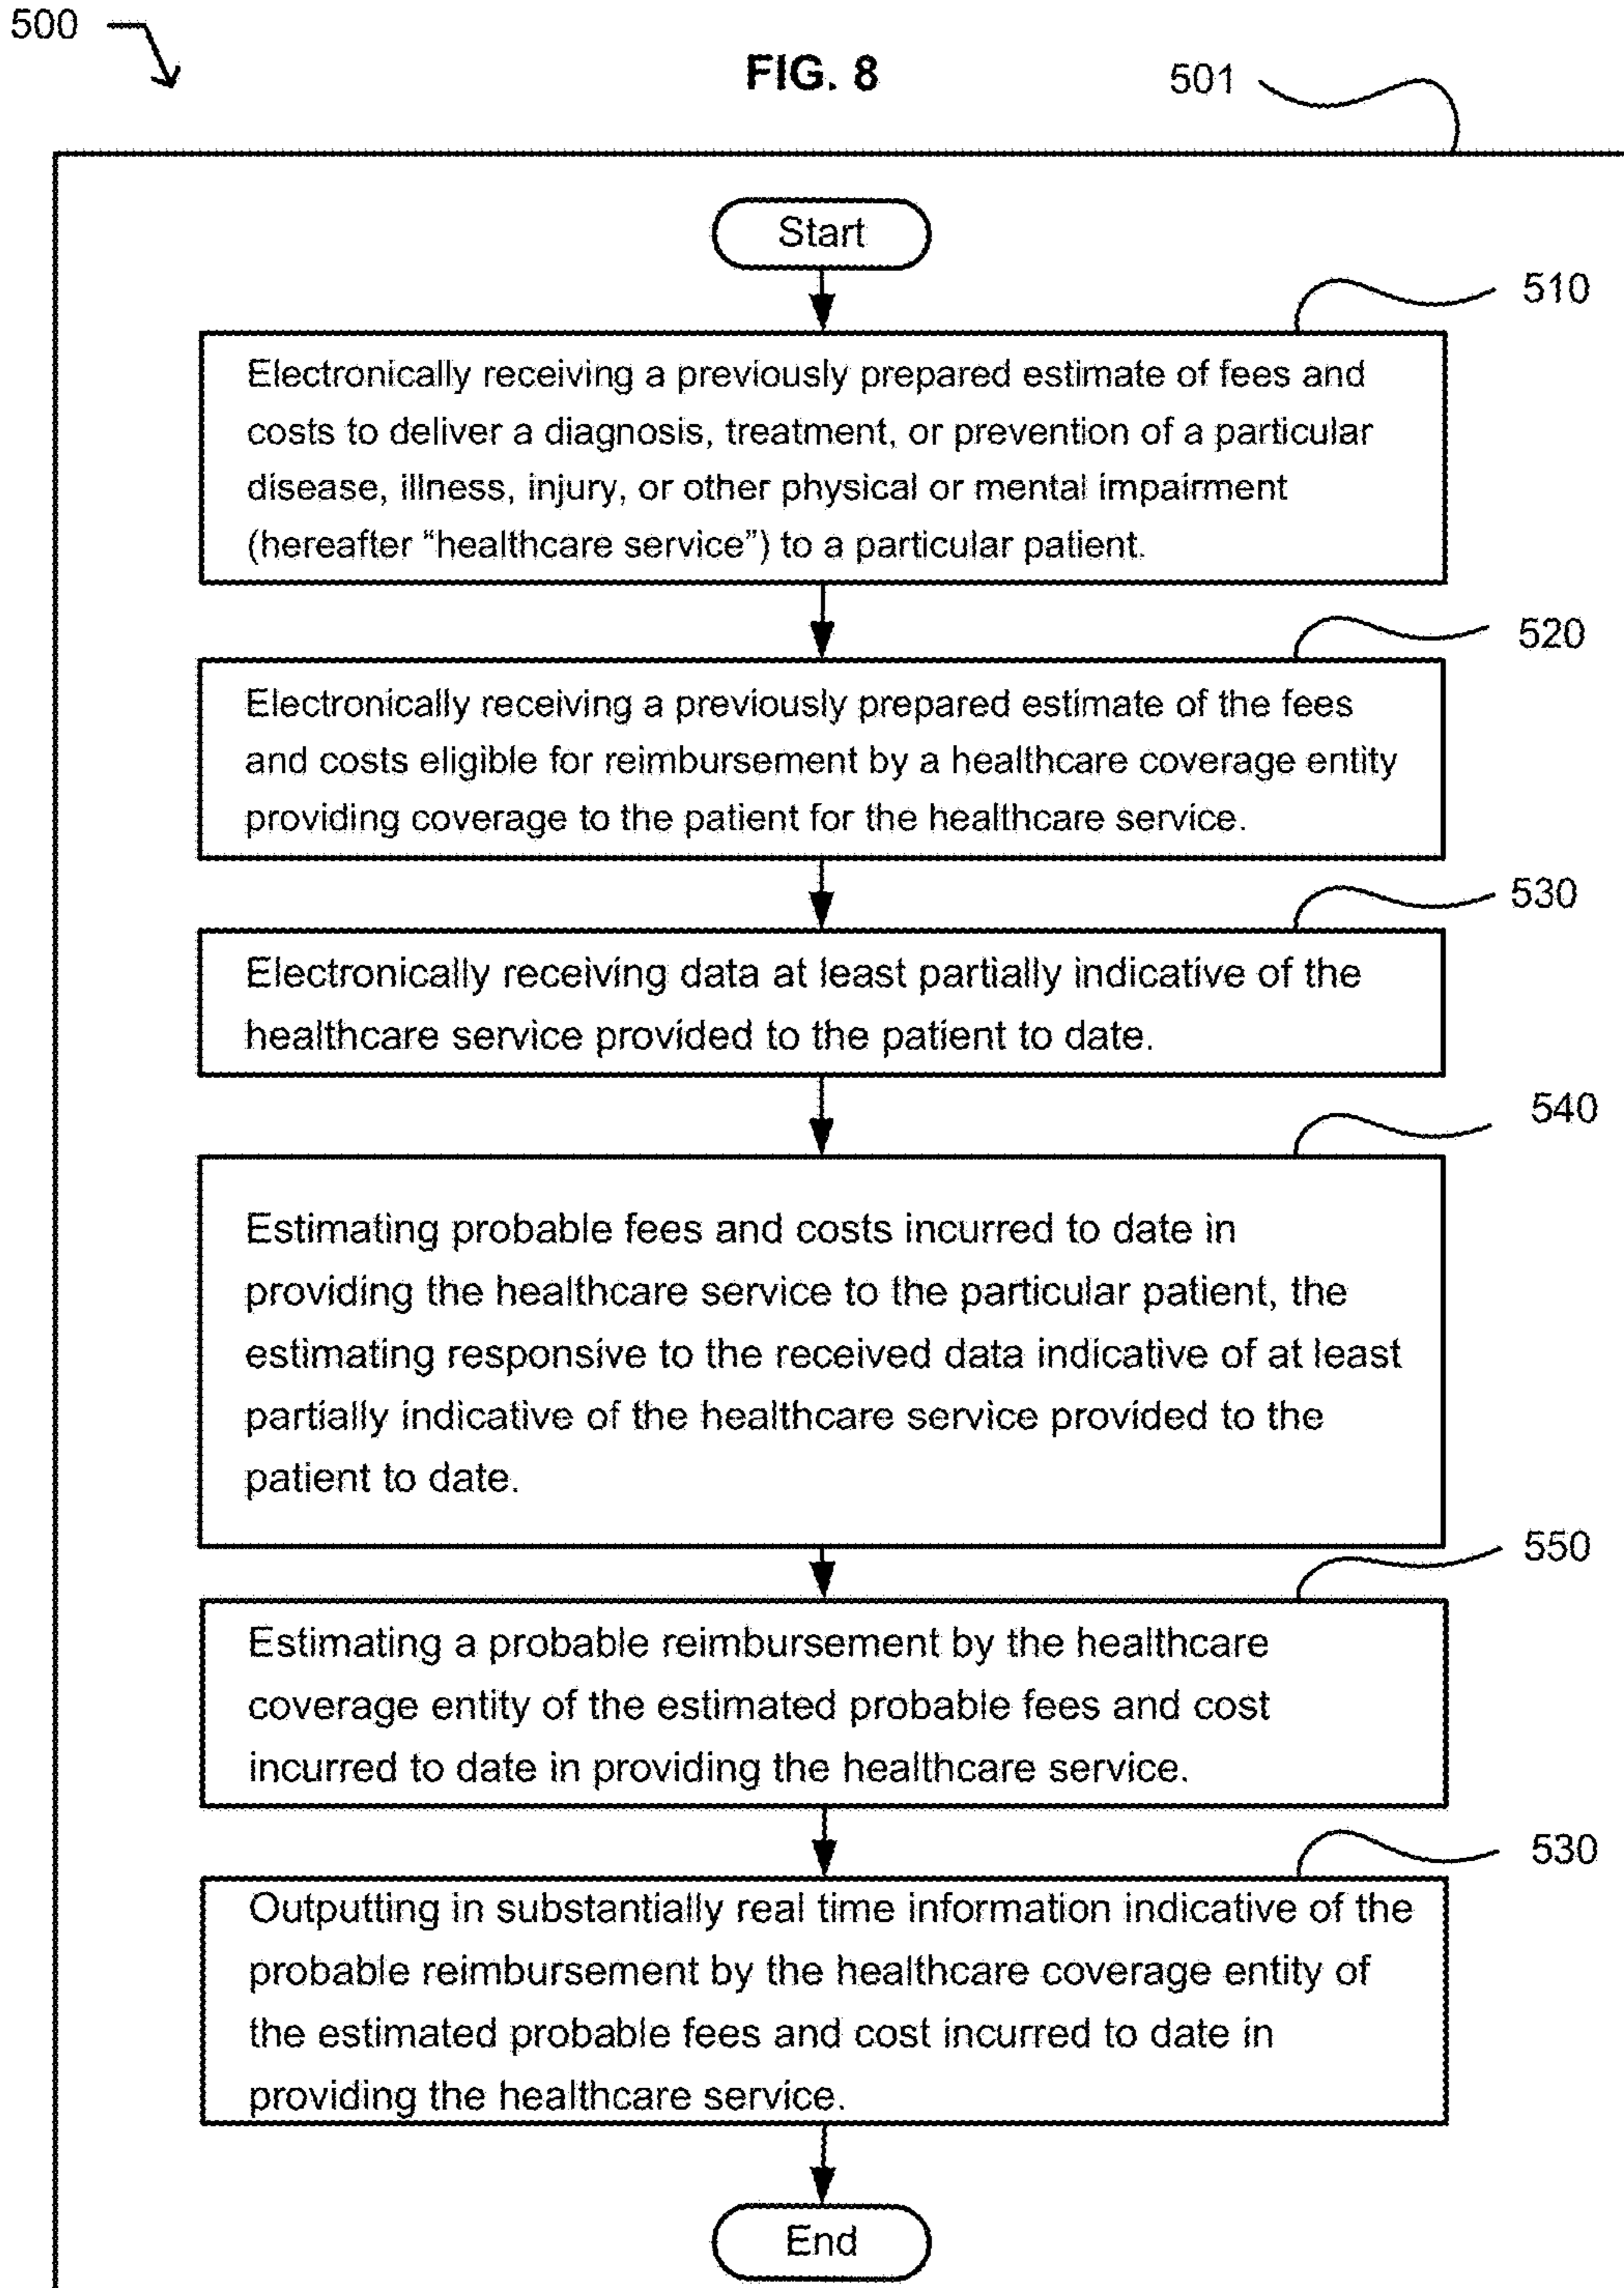 500
FIG. 8
501
Start
510
Electronically receiving a previously prepared estimate of fees and
costs to deliver a diagnosis, treatment, or prevention of a particular
disease, illness, injury, or other physical or mental impairment
(hereafter “healthcare service”) to a particular patient.
520
Electronically receiving a previously prepared estimate of the fees
and costs eligible for reimbursement by a healthcare coverage entity
providing coverage to the patient for the healthcare service.
530
Electronically receiving data at least partially indicative of the
healthcare service provided to the patient to date.
540
Estimating probable fees and costs incurred to date in
providing the healthcare service to the particular patient, the
estimating responsive to the received data indicative of at least
partially indicative of the healthcare service provided to the
patient to date.
550
Estimating a probable reimbursement by the healthcare
coverage entity of the estimated probable fees and cost
incurred to date in providing the healthcare service.
530
Outputting in substantially real time information indicative of the
probable reimbursement by the healthcare coverage entity of
the estimated probable fees and cost incurred to date in
providing the healthcare service.
End